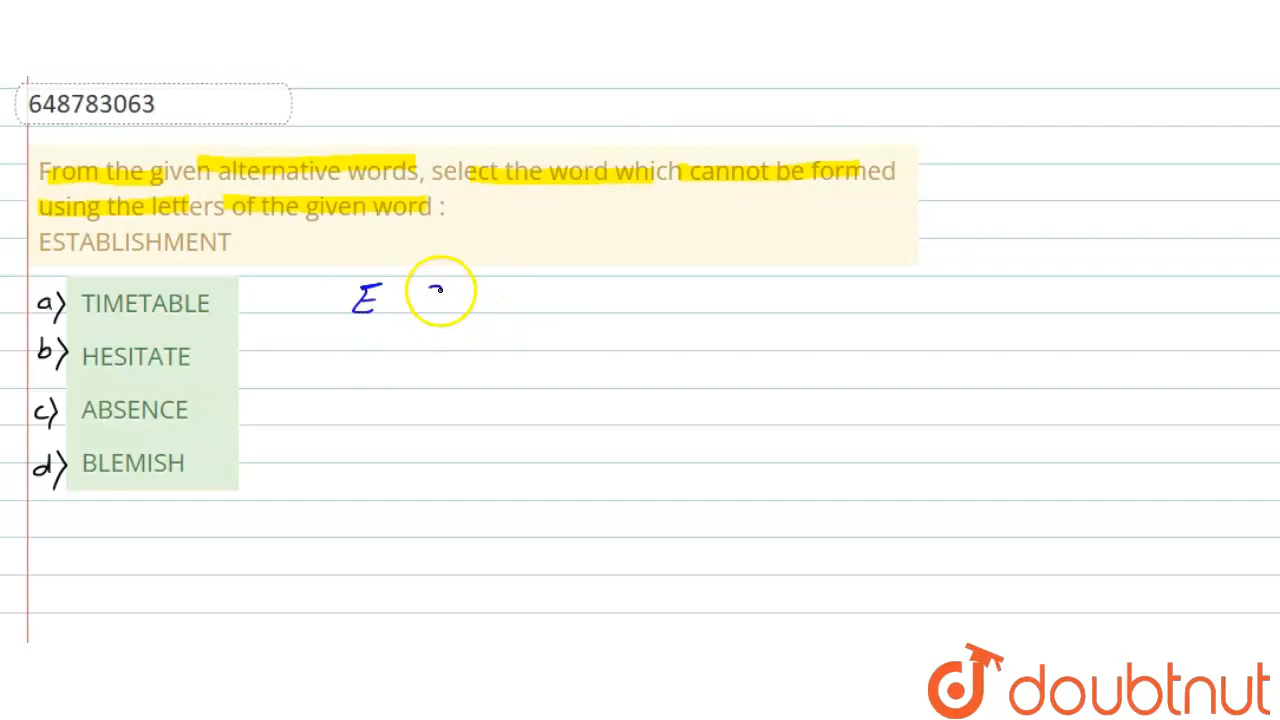 648783063
From the given alternative words, select the word which cannot be formed
using the letters of the given word :
ESTABLISHMENT
a) TIMETABLE
E
b) HESITATE
c) ABSENCE
d) BLEMISH
doubtnut